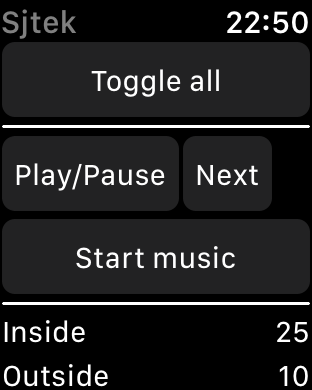 Sjtek 22:50
Toggle all
Play/Pause Next
Start music
Inside 25
Outside 10